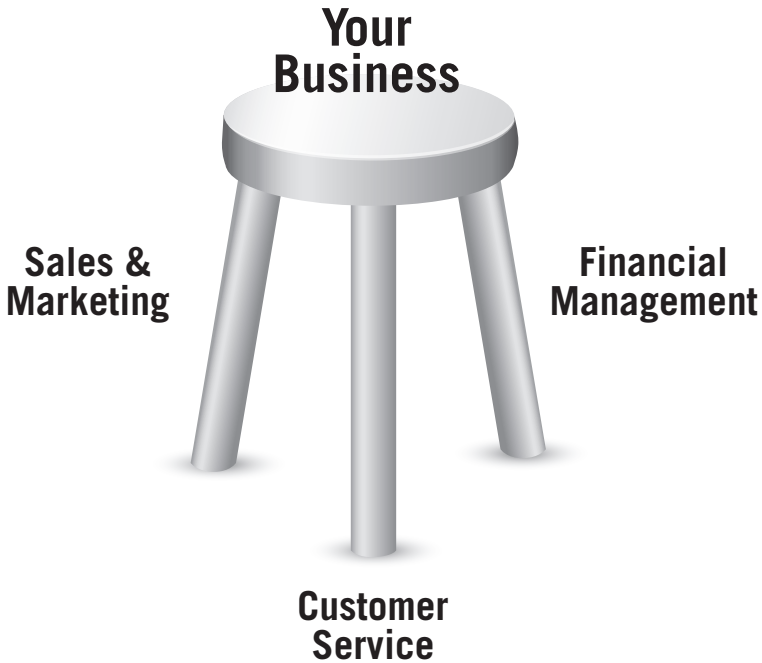 Your
Business
Sales &
Marketing
Financial
Management
Customer
Service